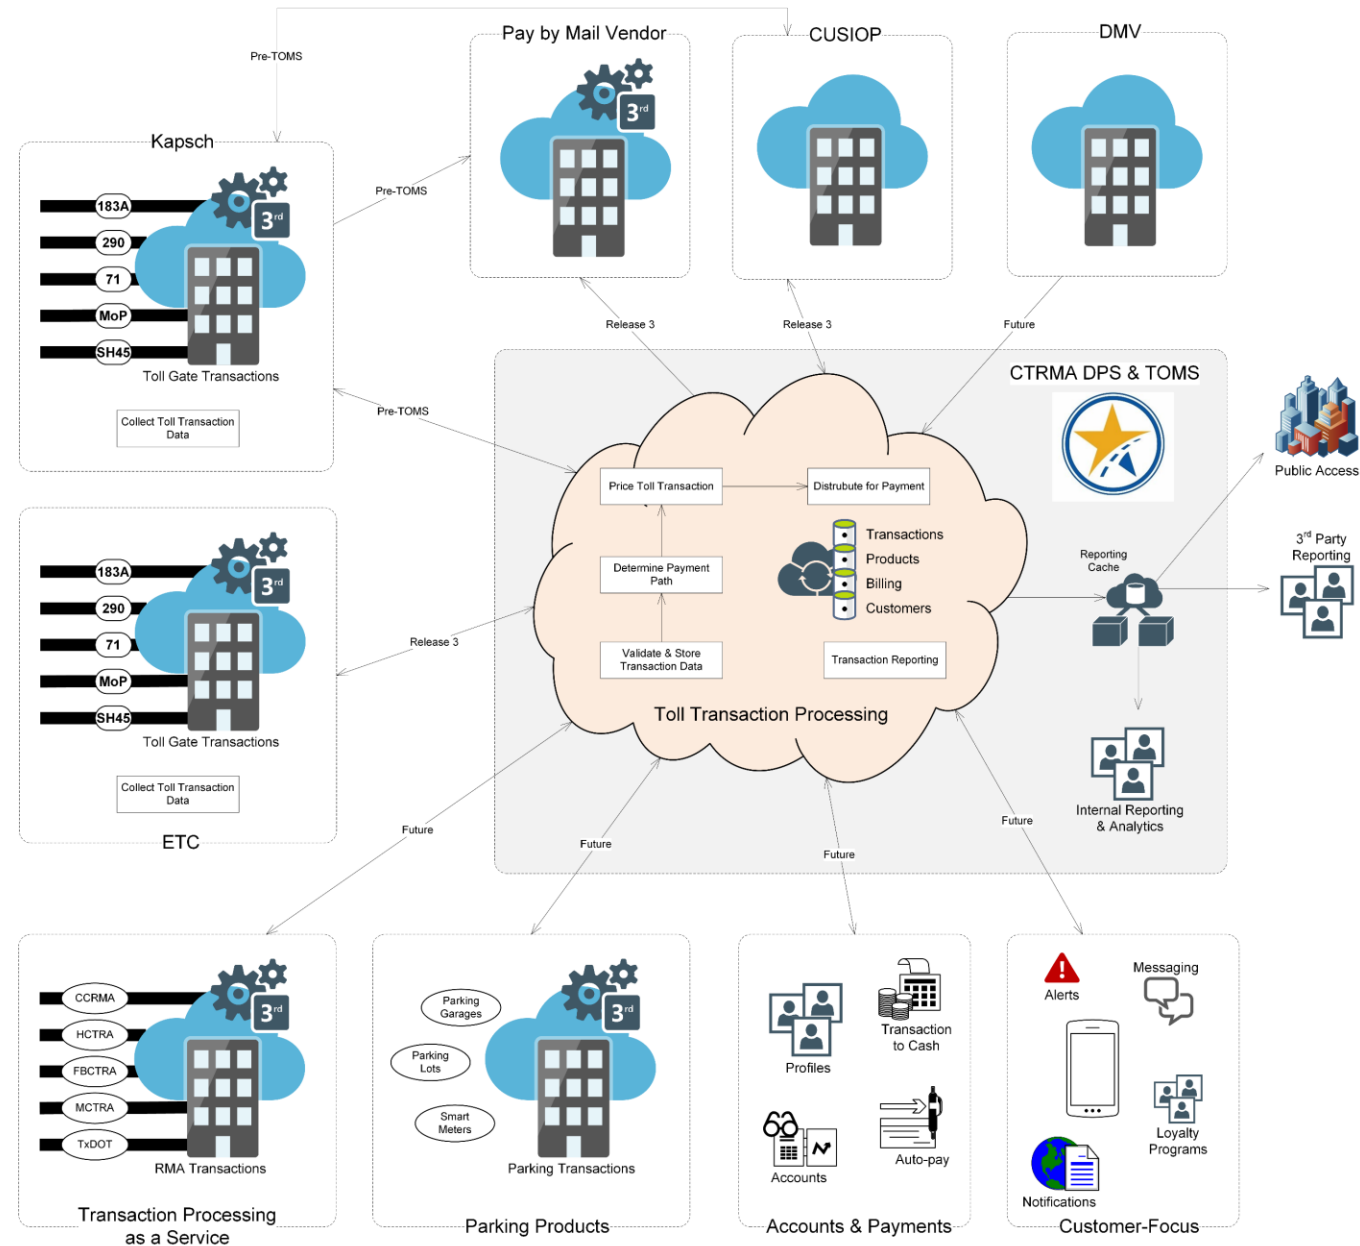 Pay by Mail Vendor
CUSIOP
DMV
Pre-TOMS
3rd
Kapsch
183A
290
71
MoP
SH45
3rd
Toll Gate Transactions
Collect Toll Transaction
Data
Pre-TOMS
Pre-TOMS
Release 3
Release 3
Future
CTRMA DPS & TOMS
Price Toll Transaction
Distrubute for Payment
Determine Payment
Path
Validate & Store
Transaction Data
Transactions
Products
Billing
Customers
Transaction Reporting
Toll Transaction Processing
Reporting
Cache
Public Access
3rd Party
Reporting
Internal Reporting
& Analytics
183A
290
71
MoP
SH45
3rd
Toll Gate Transactions
Collect Toll Transaction
Data
ETC
Release 3
Future
Future
Future
Future
CCRMA
HCTRA
FBCTRA
MCTRA
TxDOT
3rd
RMA Transactions
Transaction Processing
as a Service
Parking
Garages
Parking
Lots
Smart
Meters
3rd
Parking Transactions
Parking Products
Profiles
Transaction
to Cash
Accounts
Auto-pay
Accounts & Payments
Alerts
Messaging
Loyalty
Programs
Notifications
Customer-Focus